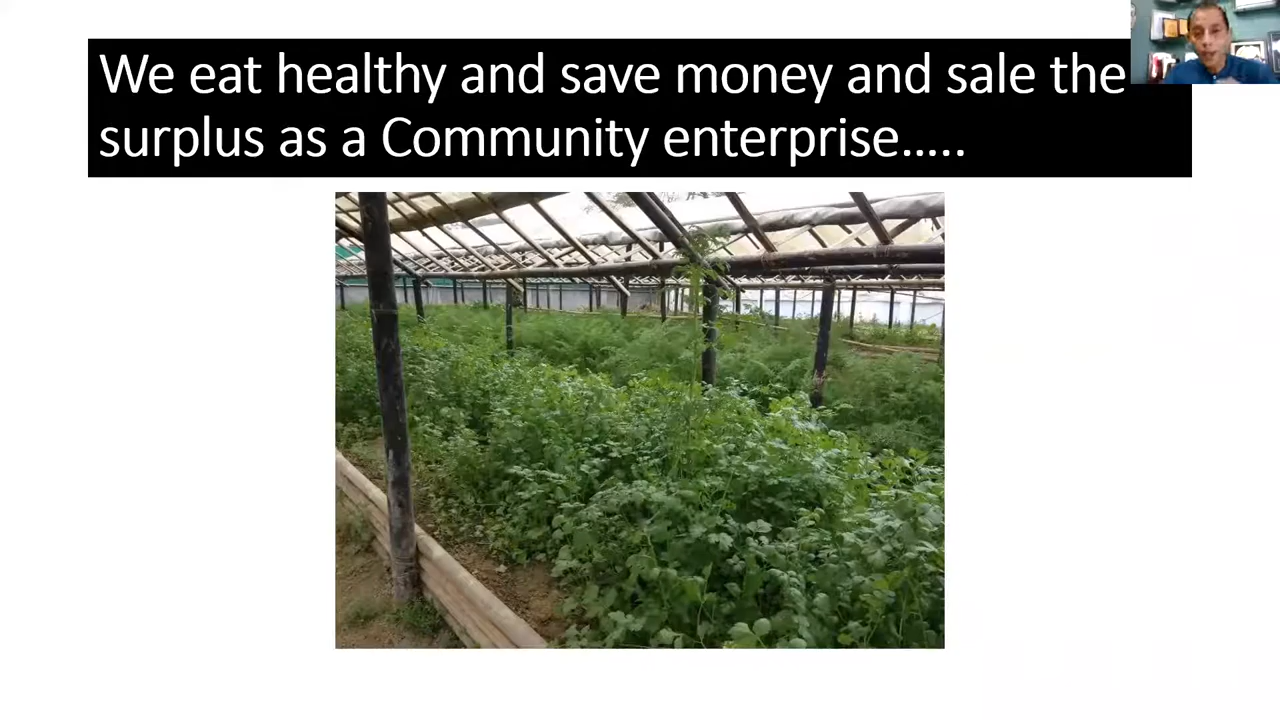 We eat healthy and save money and sale the
surplus as a Community enterprise.....